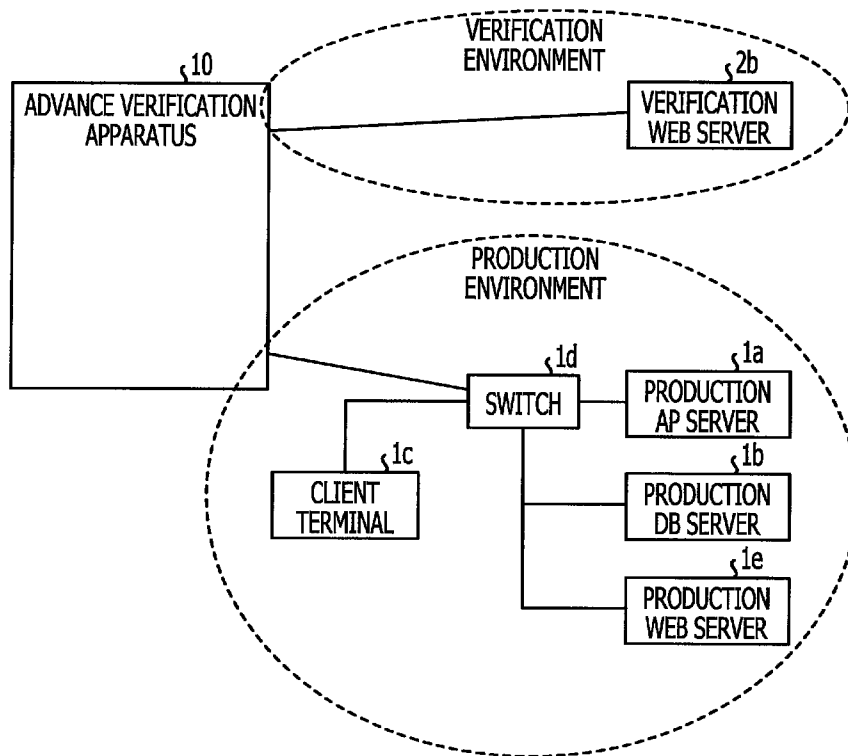 VERIFICATION
ENVIRONMENT
10
ADVANCE VERIFICATION
APPARATUS
2b
VERIFICATION
WEB SERVER
PRODUCTION
ENVIRONMENT
1d
SWITCH
1a
PRODUCTION
AP SERVER
1c
CLIENT
TERMINAL
1b
PRODUCTION
DB SERVER
1e
PRODUCTION
WEB SERVER